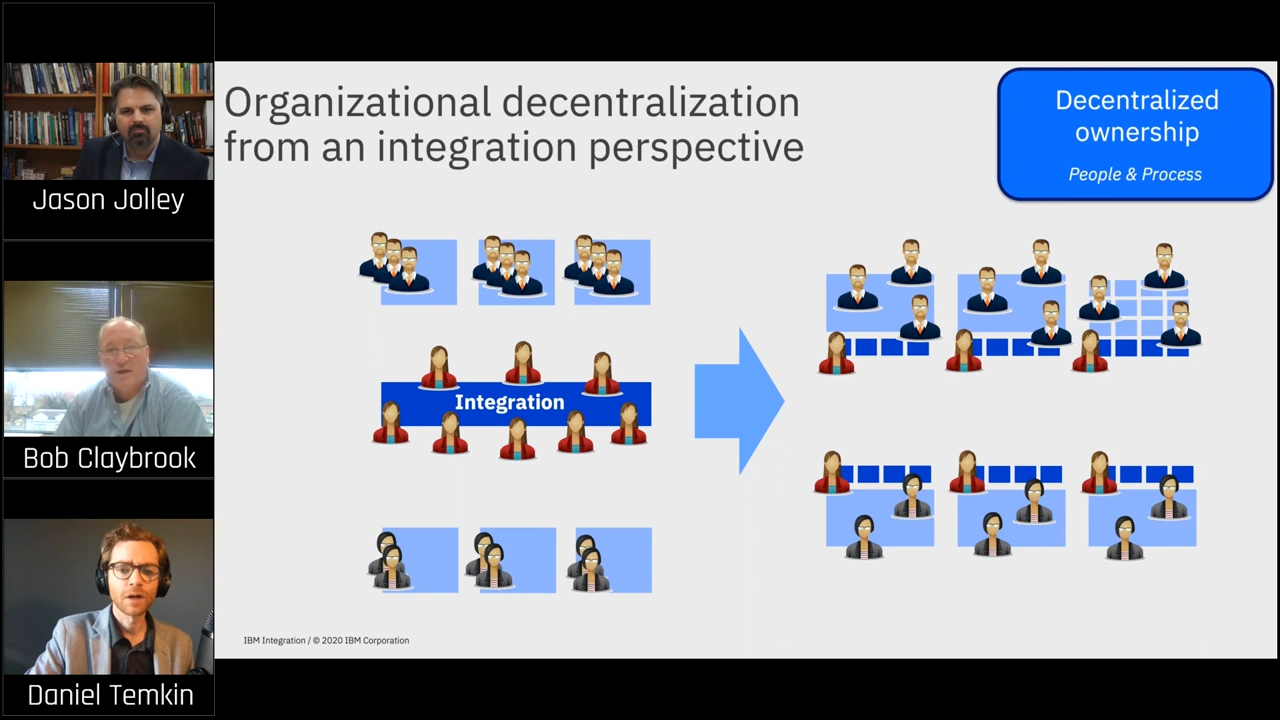 Jason Jolley
Bob Claybrook
Daniel Temkin
Organizational decentralization
from an integration perspective
Decentralized
ownership
People & Process
Integration
IBM Integration / © 2020 IBM Corporation